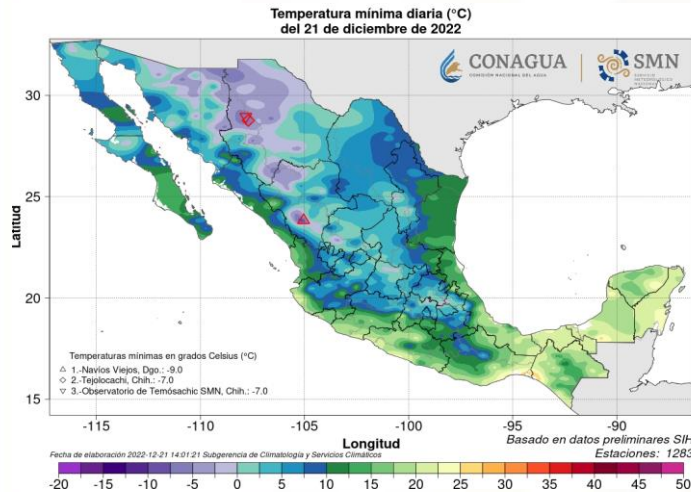 Temperatura mínima diaria (°C)
del 21 de diciembre de 2022
CONAGUA
COMISIÓN NACIONAL DEL AGUA
SMN
SERVICIO
METEOROLÓGICO
NACIONAL
Latitud
30
25
20
15
Temperaturas mínimas en grados Celsius (°C)
1.-Navíos Viejos, Dgo.: -9.0
2.-Tejolocachi, Chih.: -7.0
3.-Observatorio de Temósachic SMN, Chih.: -7.0
-115 -110 -105 -100 -95 -90
Longitud
Basado en datos preliminares SIH
Fecha de elaboración 2022-12-21 14:01:21 Subgerencia de Climatología y Servicios Climáticos
Estaciones: 1283
-20 -15 -10 -5 0 5 10 15 20 25 30 35 40 45 50